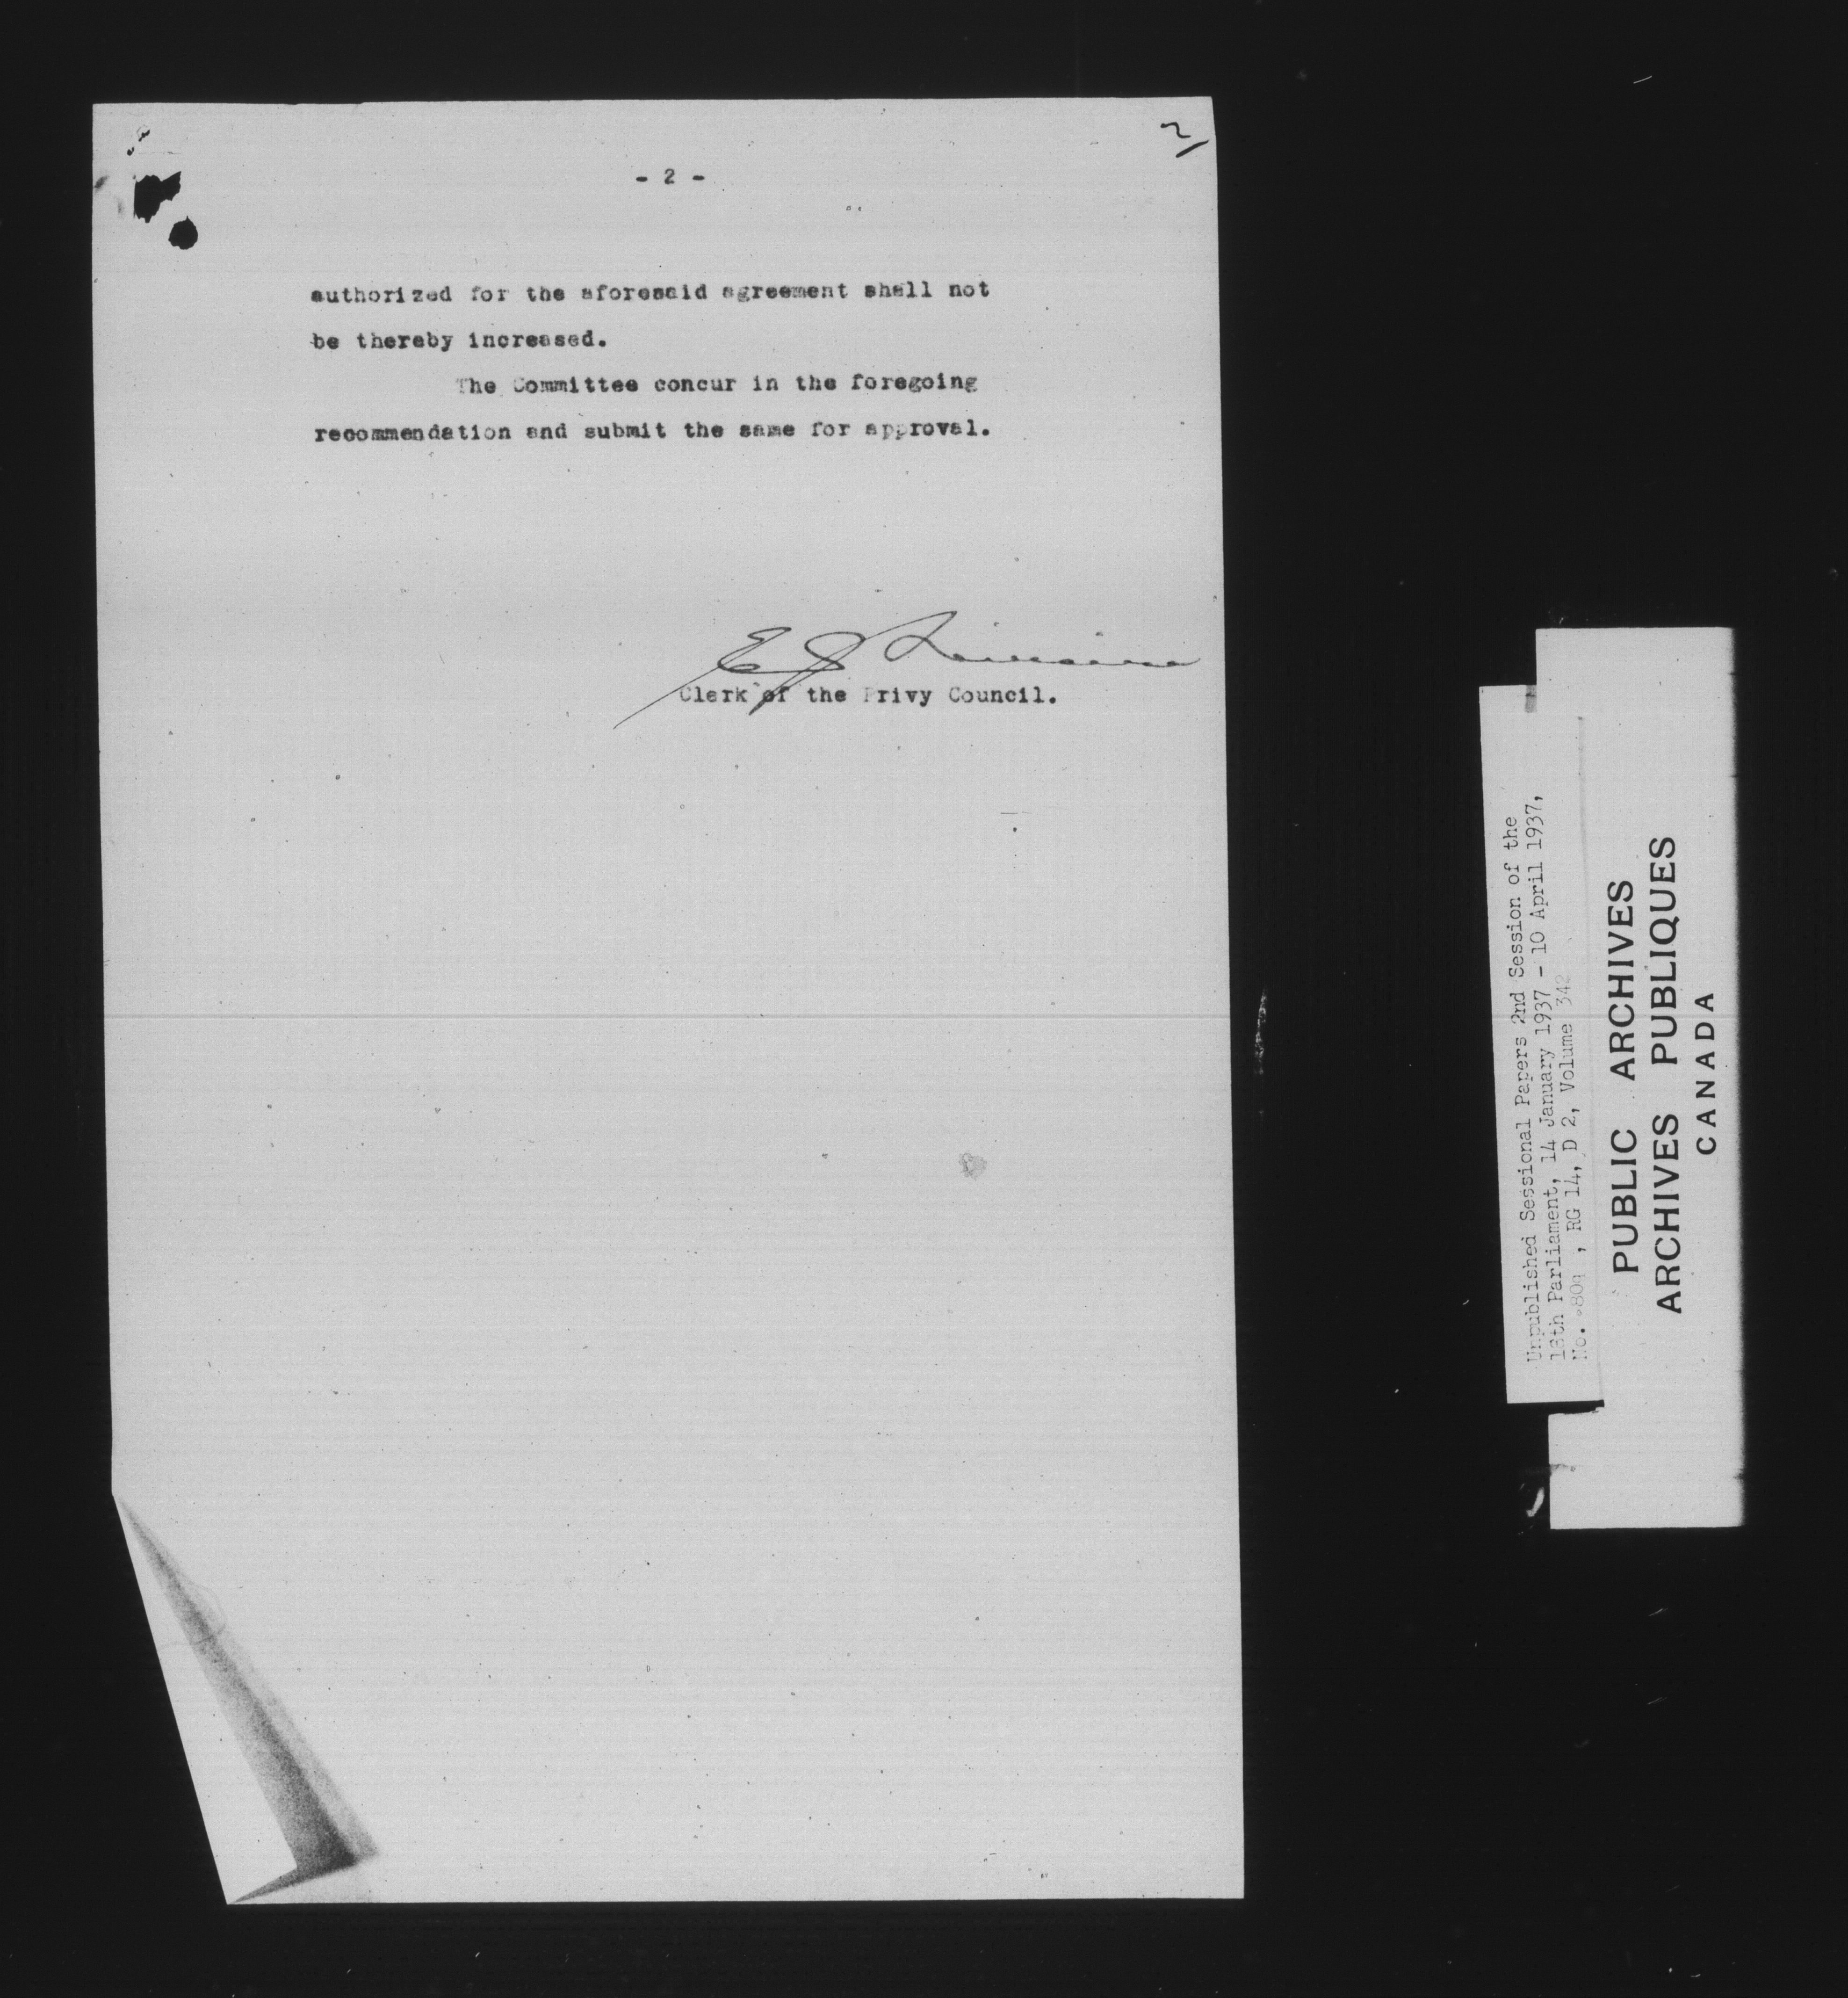 - 2 -
authorized for the aforesaid agreement shall not
be thereby increased.
The Committee concur in the foregoing
recommendation and submit the same for approval.
Clerk of the Privy Council.
Unpublished Sessional Papers 2nd Session of the
18th Parliament, 14 January 1937 - 10 April 1937,
No. , RG 14, D 2, Volume 342
PUBLIC ARCHIVES
ARCHIVES PUBLIQUES
CANADA